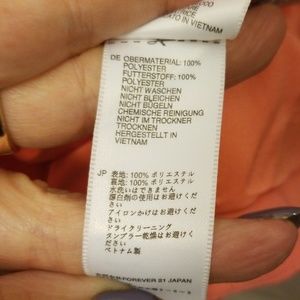 TO IN VIETNAM
DE OBERMATERIAL: 100%
POLYESTER
FUTTERSTOFF: 100%
POLYESTER
NICHT WASCHEN
NICHT BLEICHEN
NICHT BÜGELN
CHEMISCHE REINIGUNG
NICHT IM TROCKNER
TROCKNEN
HERGESTELLT IN
VIETNAM
JP 表地: 100% ポリエステル
裏地: 100% ポリエステル
水洗いはできません
漂白剤の使用はお避けくだ
さい
アイロンかけはお避けくだ
さい
ドライクリーニング
タンブラー乾燥はお避けく
ださい
ベトナム製
FOREVER 21 JAPAN